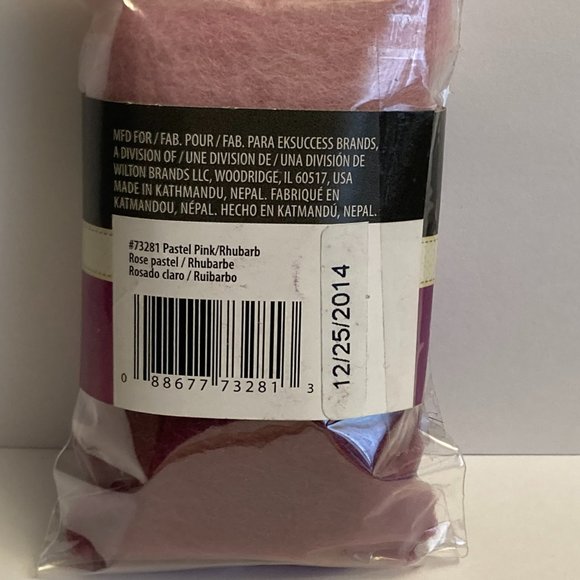 MFD FOR / FAB. POUR / FAB. PARA EKSUCCESS BRANDS,
A DIVISION OF / UNE DIVISION DE / UNA DIVISIÓN DE
WILTON BRANDS LLC, WOODRIDGE, IL 60517, USA
MADE IN KATHMANDU, NEPAL. FABRIQUÉ EN
KATMANDOU, NÉPAL. HECHO EN KATMANDÚ, NEPAL.
#73281 Pastel Pink/Rhubarb
Rose pastel / Rhubarbe
Rosado claro / Ruibarbo
0 88677 73281 3
12/25/2014